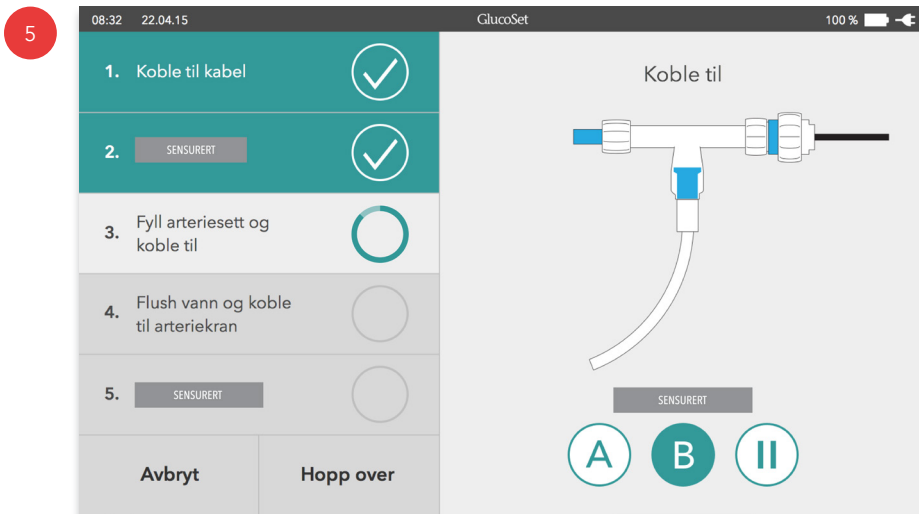 5
08:32 22.04.15 GlucoSet 100 %
1. Koble til kabel
2. SENSURERT
3. Fyll arteriesett og
koble til
4. Flush vann og koble
til arteriekran
5. SENSURERT
Avbryt Hopp over
Koble til
SENSURERT
A B II